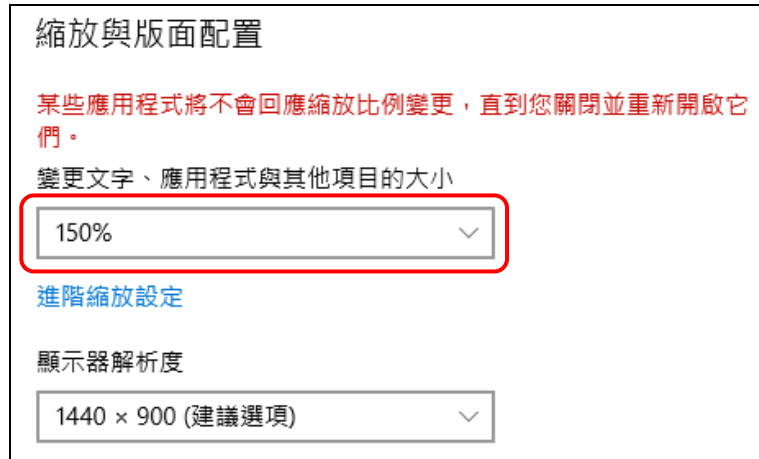 縮放與版面配置
某些應用程式將不會回應縮放比例變更，直到您關閉並重新開啟它
們。
變更文字、應用程式與其他項目的大小
150%
進階縮放設定
顯示器解析度
1440 × 900 (建議選項)